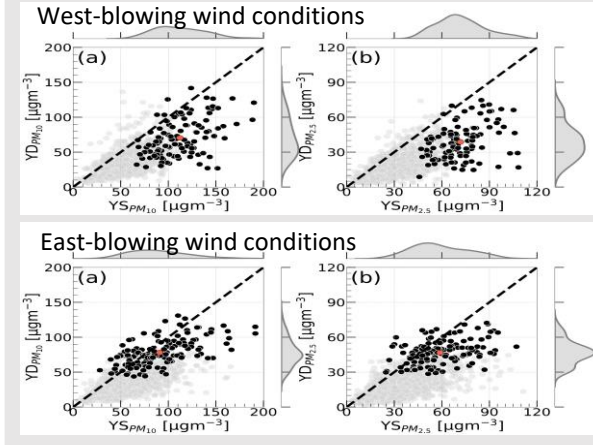 West-blowing wind conditions
200
150
100
50
0
YD_PM10 [μgm−3]
(a)
0 50 100 150 200
YS_PM10 [μgm−3]
120
90
60
30
0
YD_PM2.5 [μgm−3]
(b)
0 30 60 90 120
YS_PM2.5 [μgm−3]
East-blowing wind conditions
200
150
100
50
0
YD_PM10 [μgm−3]
(a)
0 50 100 150 200
YS_PM10 [μgm−3]
120
90
60
30
0
YD_PM2.5 [μgm−3]
(b)
0 30 60 90 120
YS_PM2.5 [μgm−3]